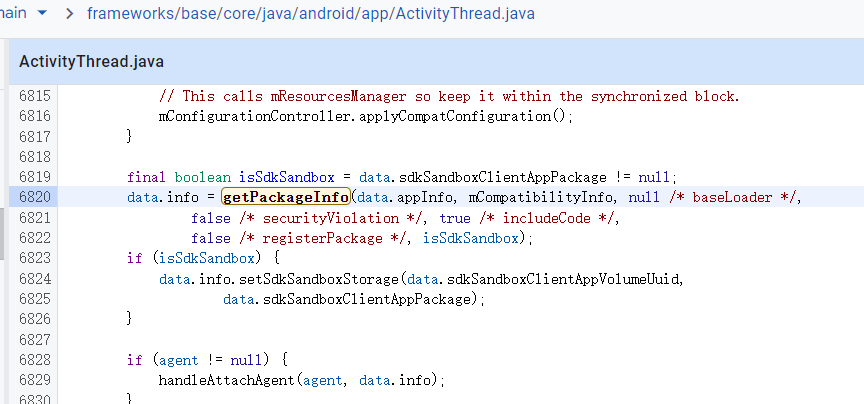 main frameworks/base/core/java/android/app/ActivityThread.java
ActivityThread.java
6815 // This calls mResourcesManager so keep it within the synchronized block.
6816 mConfigurationController.applyCompatConfiguration();
6817 }
6818
6819 final boolean isSdkSandbox = data.sdkSandboxClientAppPackage != null;
6820 data.info = getPackageInfo(data.appInfo, mCompatibilityInfo, null /* baseLoader */,
6821 false /* securityViolation */, true /* includeCode */,
6822 false /* registerPackage */, isSdkSandbox);
6823 if (isSdkSandbox) {
6824 data.info.setSdkSandboxStorage(data.sdkSandboxClientAppVolumeUuid,
6825 data.sdkSandboxClientAppPackage);
6826 }
6827
6828 if (agent != null) {
6829 handleAttachAgent(agent, data.info);
6830 }